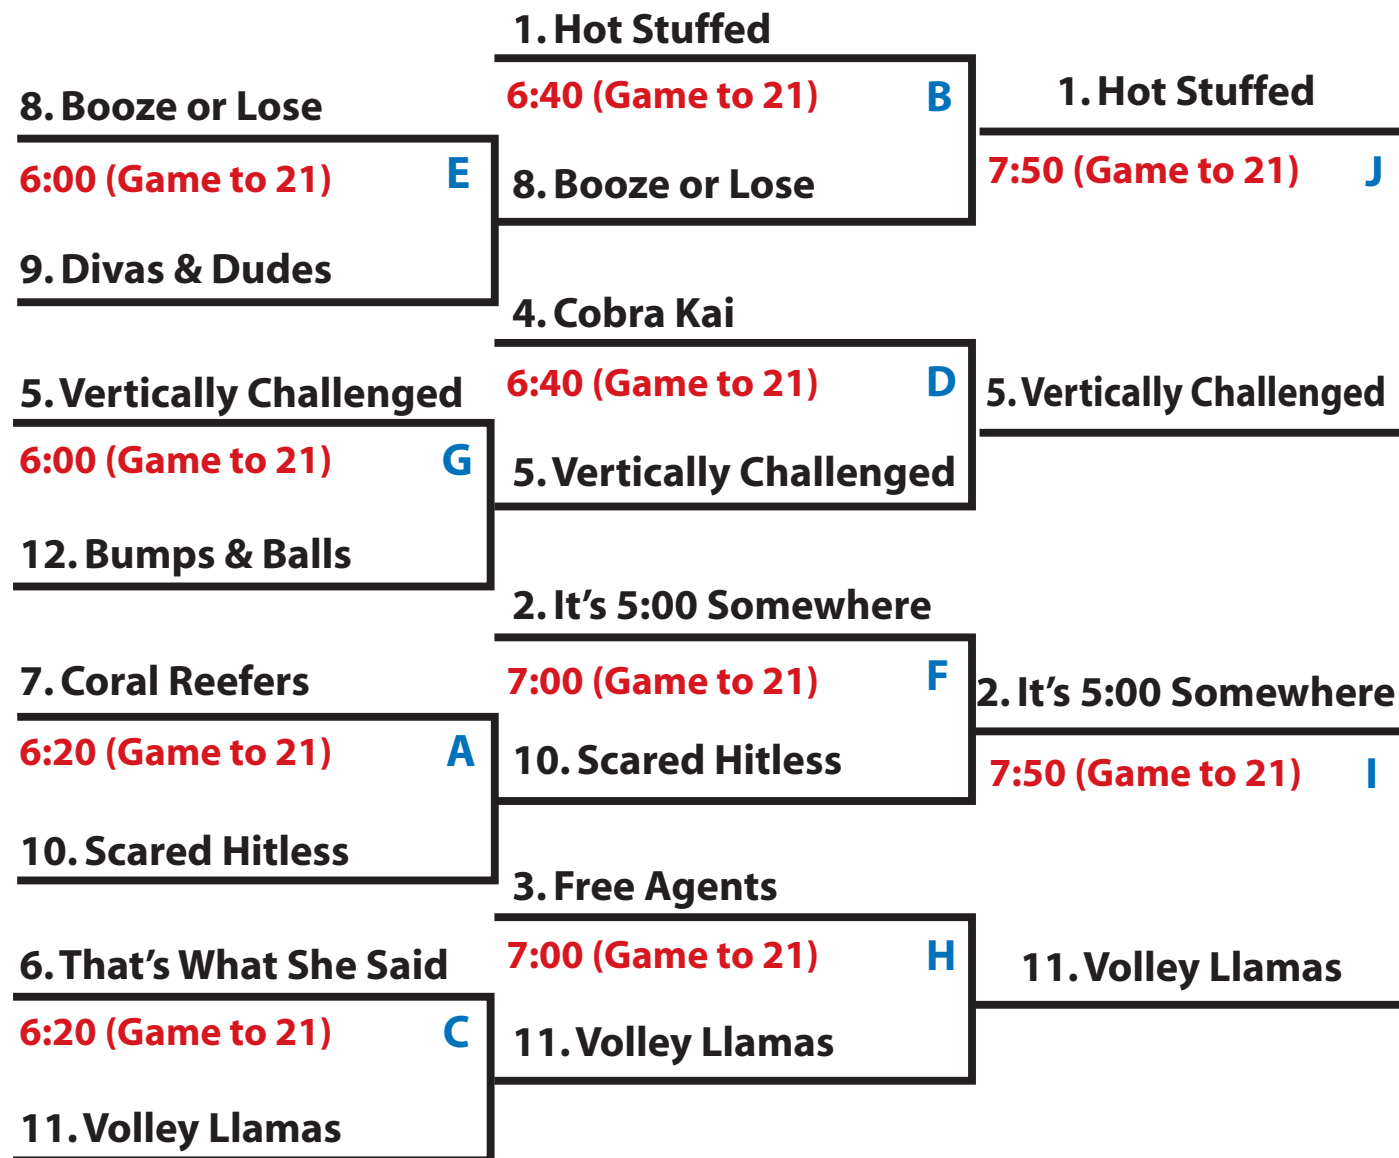 8. Booze or Lose
6:00 (Game to 21) E
9. Divas & Dudes
5. Vertically Challenged
6:00 (Game to 21) G
12. Bumps & Balls
7. Coral Reefers
6:20 (Game to 21) A
10. Scared Hitless
6. That's What She Said
6:20 (Game to 21) C
11. Volley Llamas
1. Hot Stuffed
6:40 (Game to 21) B
8. Booze or Lose
4. Cobra Kai
6:40 (Game to 21) D
5. Vertically Challenged
2. It's 5:00 Somewhere
7:00 (Game to 21) F
10. Scared Hitless
3. Free Agents
7:00 (Game to 21) H
11. Volley Llamas
1. Hot Stuffed
7:50 (Game to 21) J
5. Vertically Challenged
2. It's 5:00 Somewhere
7:50 (Game to 21) I
11. Volley Llamas